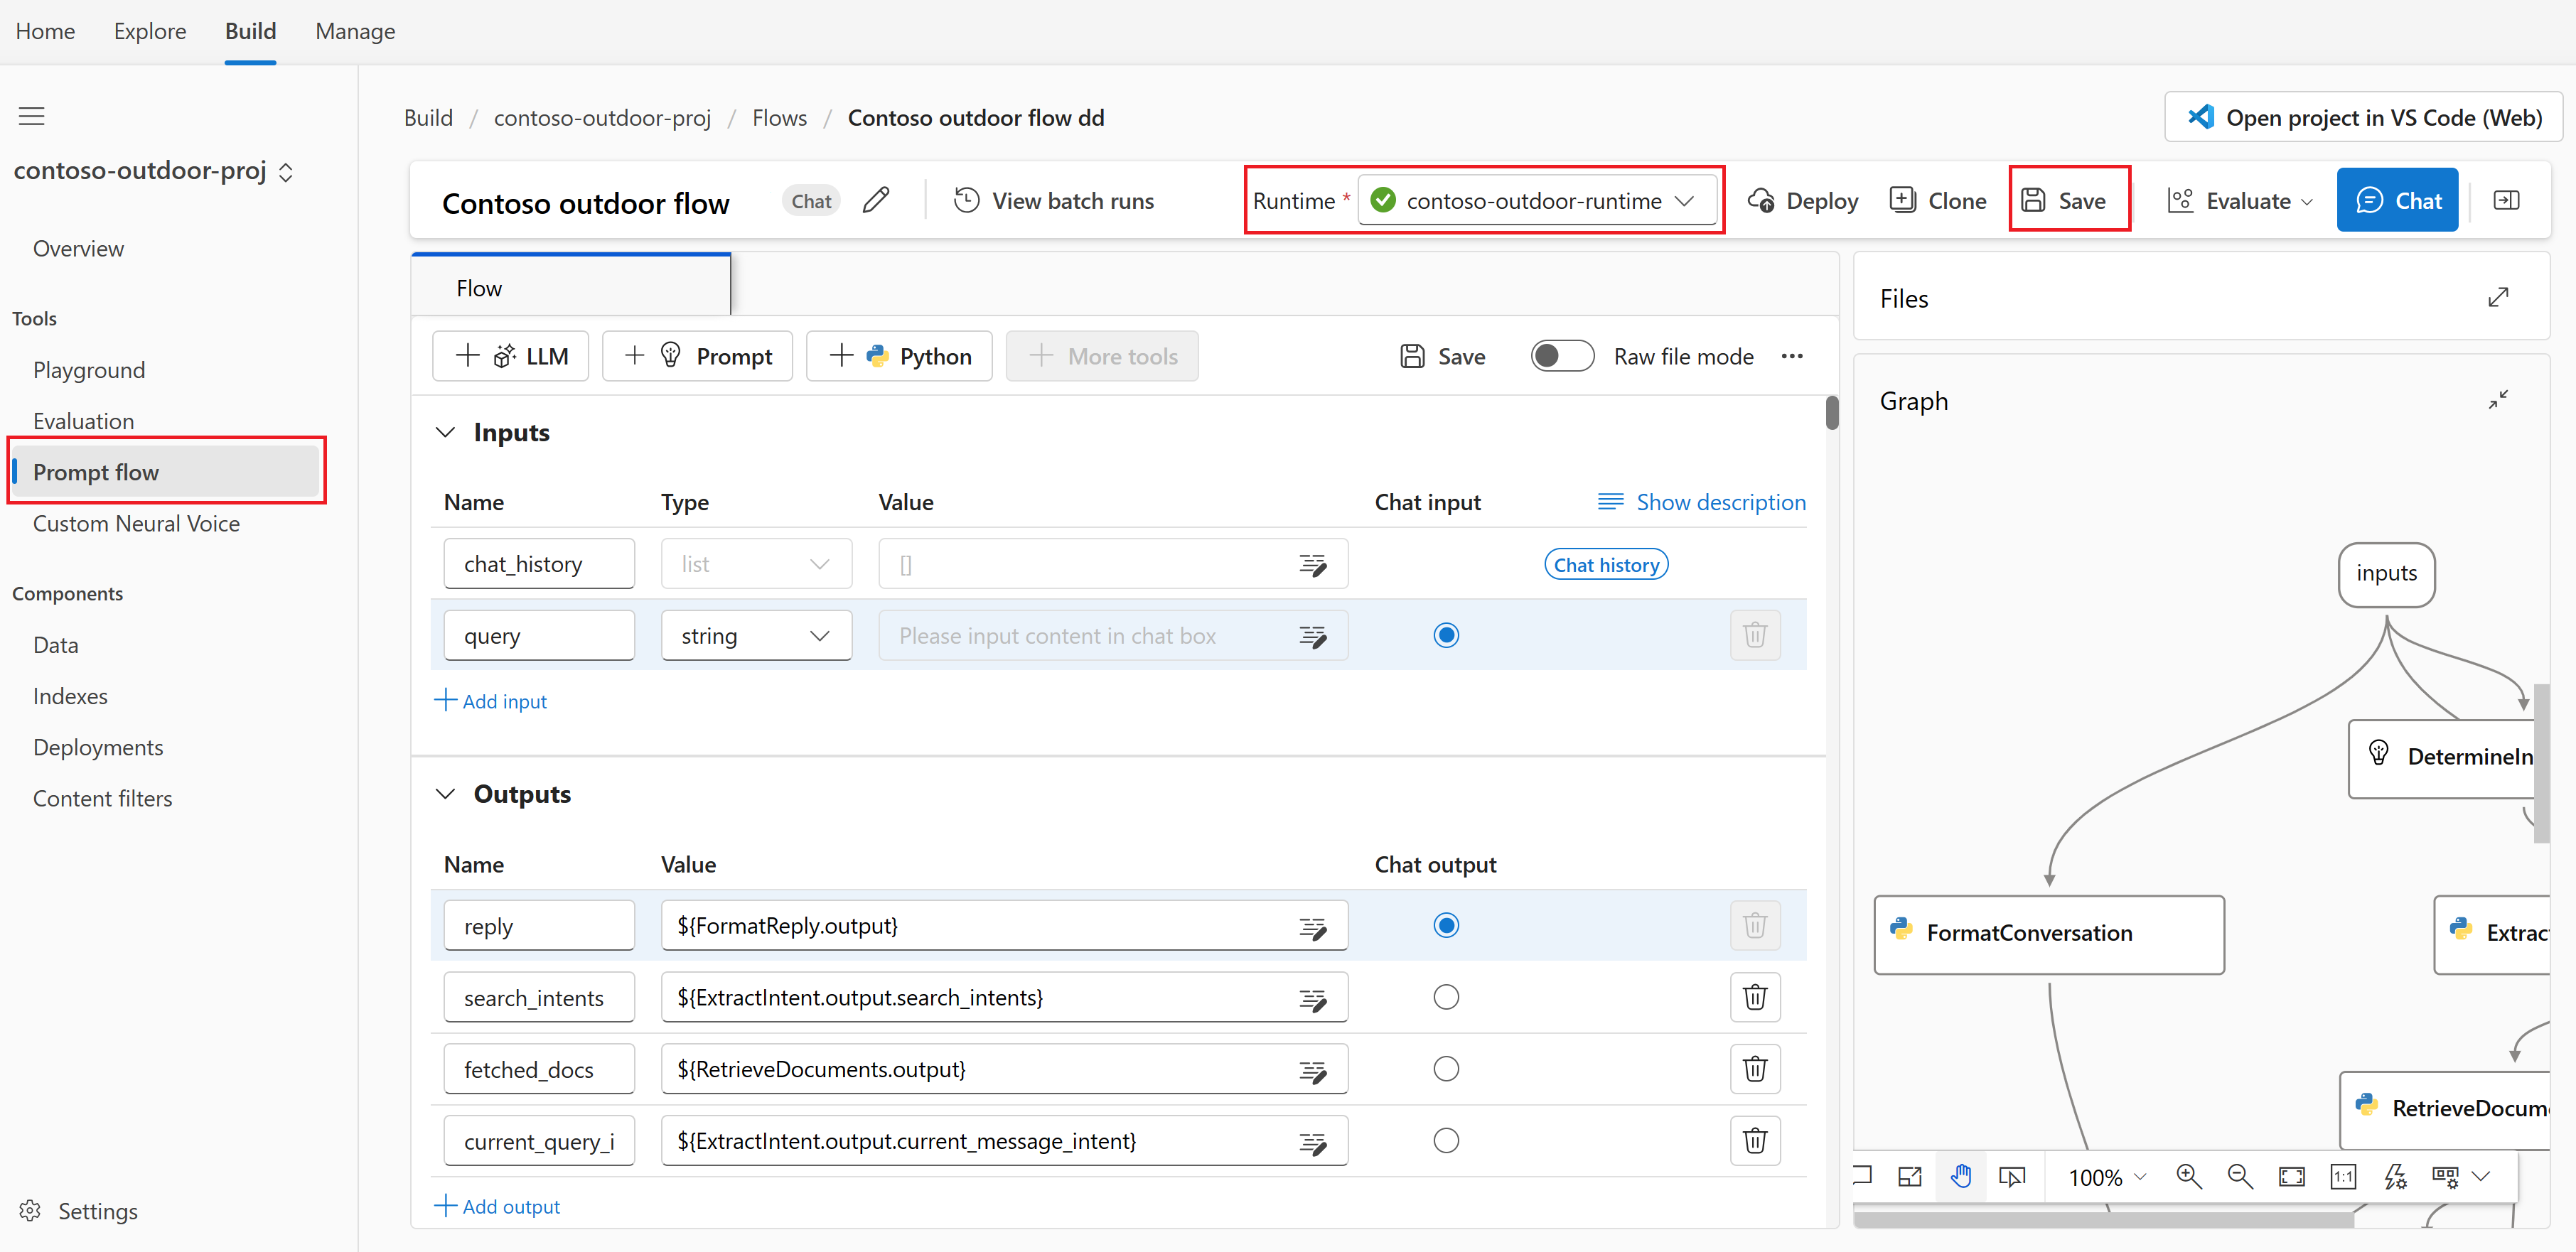 Home Explore Build Manage
contoso-outdoor-proj
Overview
Tools
Playground
Evaluation
Prompt flow
Custom Neural Voice
Components
Data
Indexes
Deployments
Content filters
Settings
Build / contoso-outdoor-proj / Flows / Contoso outdoor flow dd
Open project in VS Code (Web)
Contoso outdoor flow Chat View batch runs Runtime * contoso-outdoor-runtime Deploy Clone Save Evaluate Chat
Flow
LLM Prompt Python More tools Save Raw file mode
Inputs
Name Type Value Chat input Show description
chat_history list [] Chat history
query string Please input content in chat box
Add input
Outputs
Name Value Chat output
reply ${FormatReply.output}
search_intents ${ExtractIntent.output.search_intents}
fetched_docs ${RetrieveDocuments.output}
current_query_i ${ExtractIntent.output.current_message_intent}
Add output
Files
Graph
inputs
DetermineIn
FormatConversation Extrac
RetrieveDocum
100% 1:1